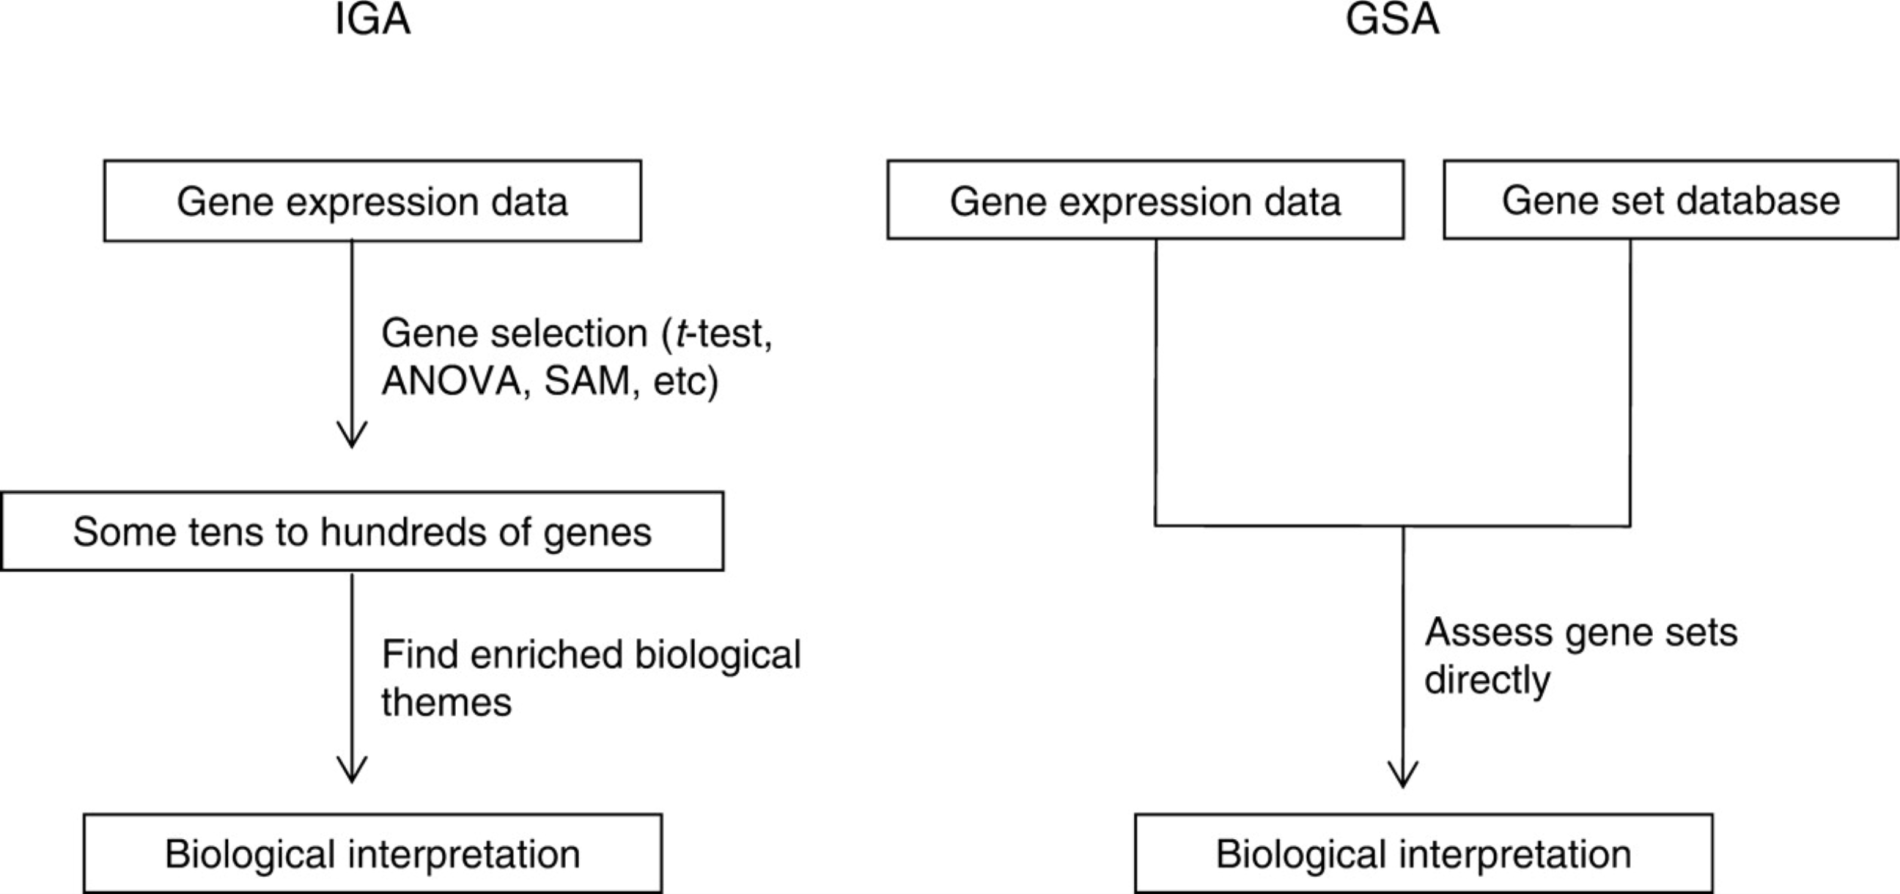 IGA
Gene expression data
Gene selection (t-test,
ANOVA, SAM, etc)
Some tens to hundreds of genes
Find enriched biological
themes
Biological interpretation
GSA
Gene expression data
Gene set database
Assess gene sets
directly
Biological interpretation